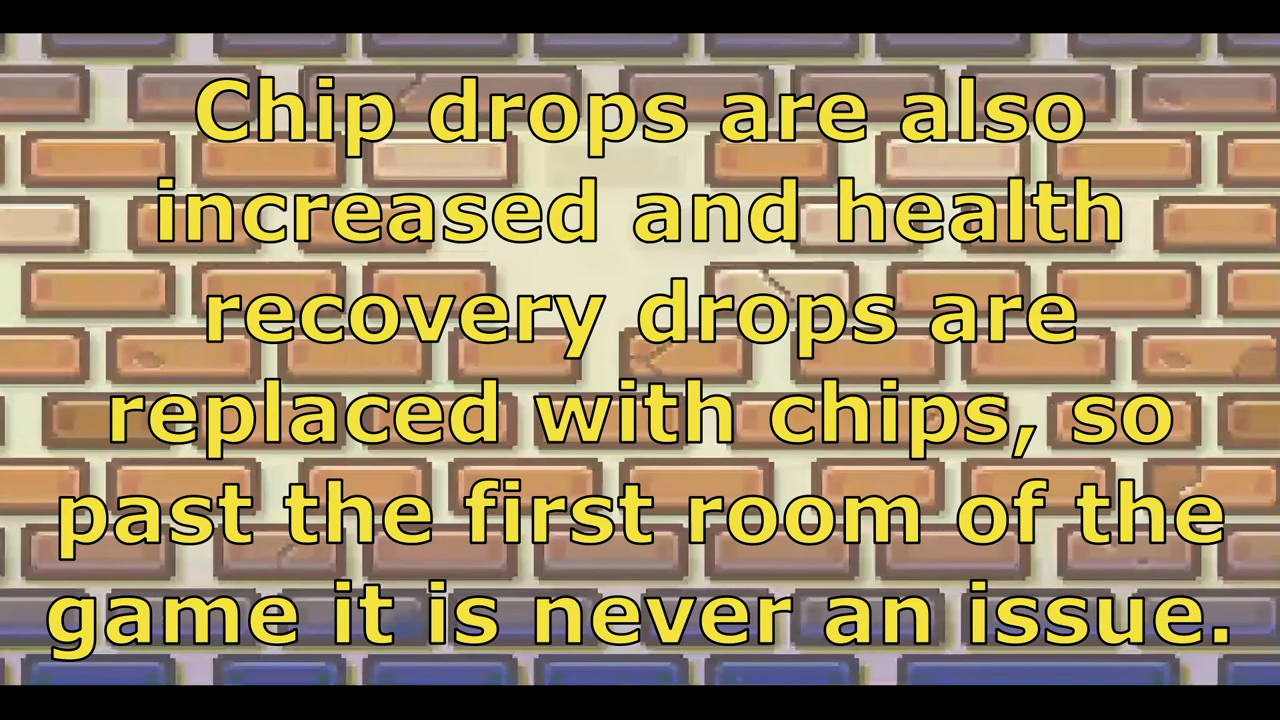 Chip drops are also
increased and health
recovery drops are
replaced with chips, so
past the first room of the
game it is never an issue.